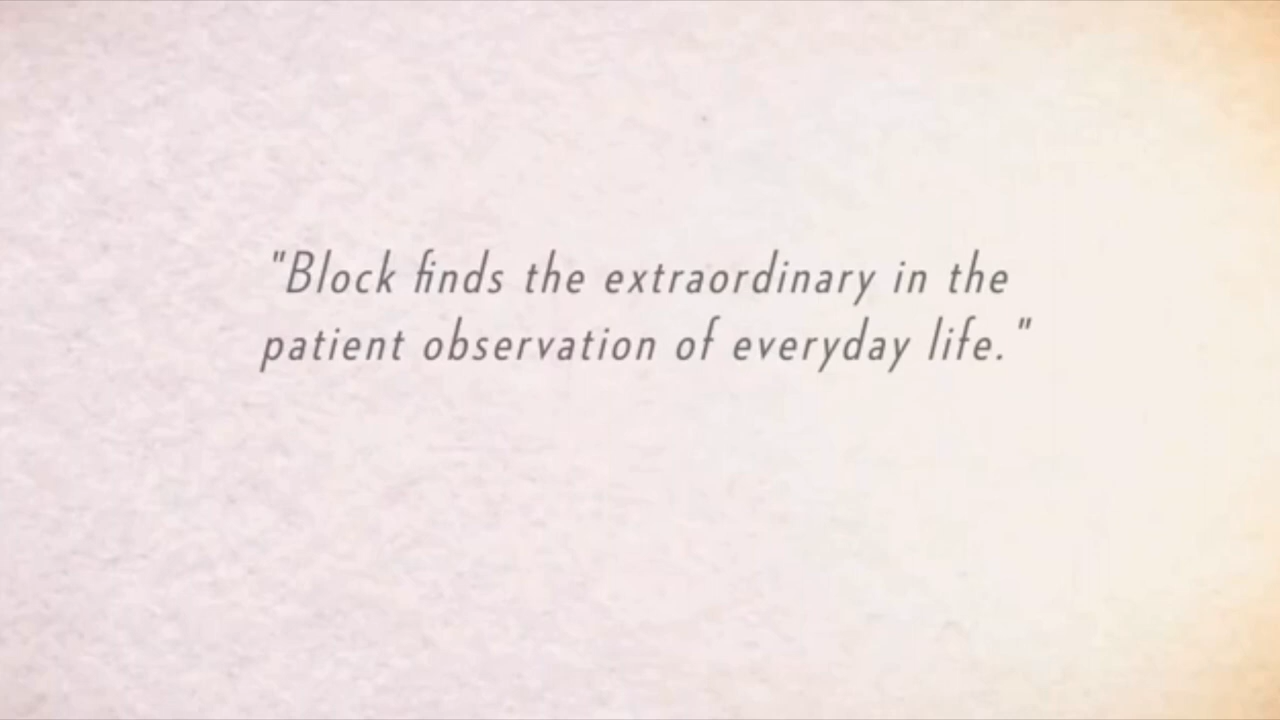 "Block finds the extraordinary in the
patient observation of everyday life."